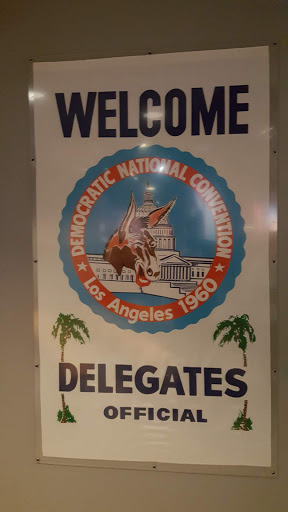 WELCOME
DEMOCRATIC NATIONAL CONVENTION
Los Angeles 1960
DELEGATES
OFFICIAL